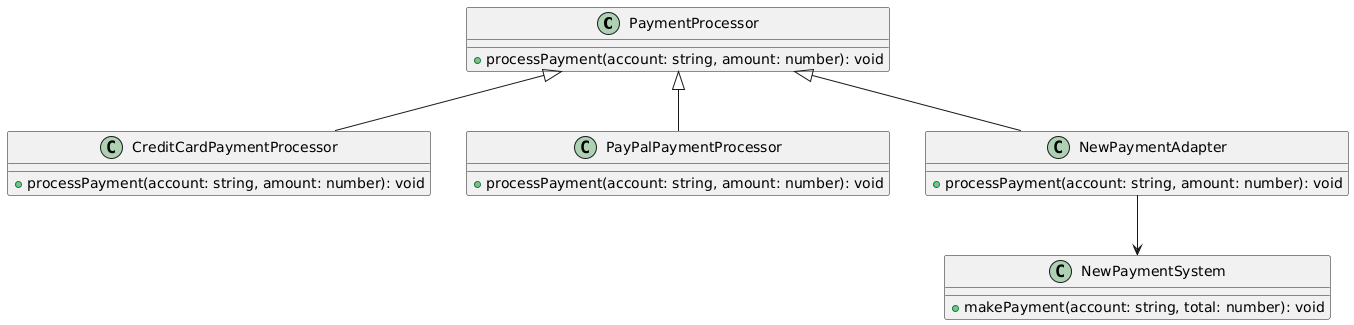 C PaymentProcessor
processPayment(account: string, amount: number): void
C CreditCardPaymentProcessor
processPayment(account: string, amount: number): void
C PayPalPaymentProcessor
processPayment(account: string, amount: number): void
C NewPaymentAdapter
processPayment(account: string, amount: number): void
C NewPaymentSystem
makePayment(account: string, total: number): void